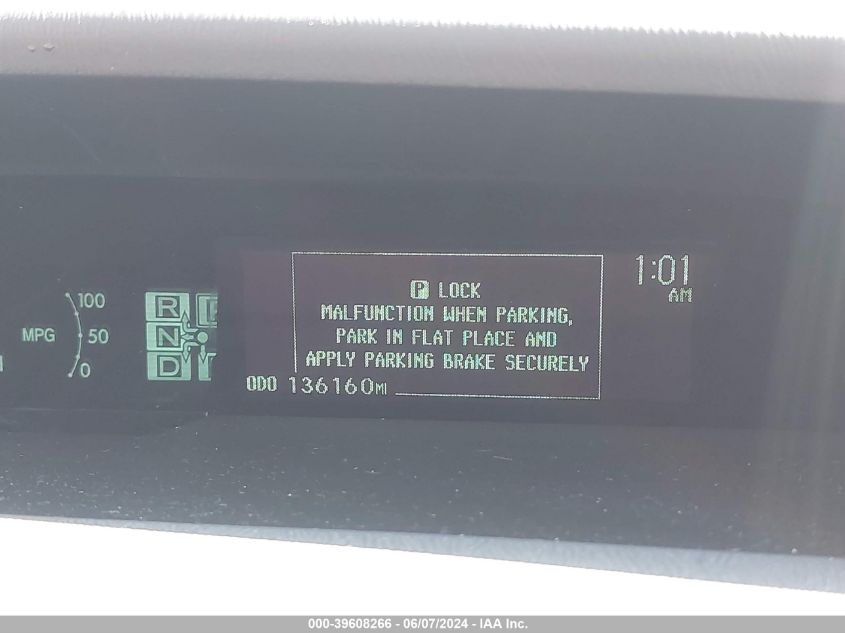 1:01
AM
P LOCK
MALFUNCTION WHEN PARKING,
PARK IN FLAT PLACE AND
APPLY PARKING BRAKE SECURELY
ODO 136160MI
100
MPG 50
0
R
N
D
000-39608266 - 06/07/2024 - IAA Inc.